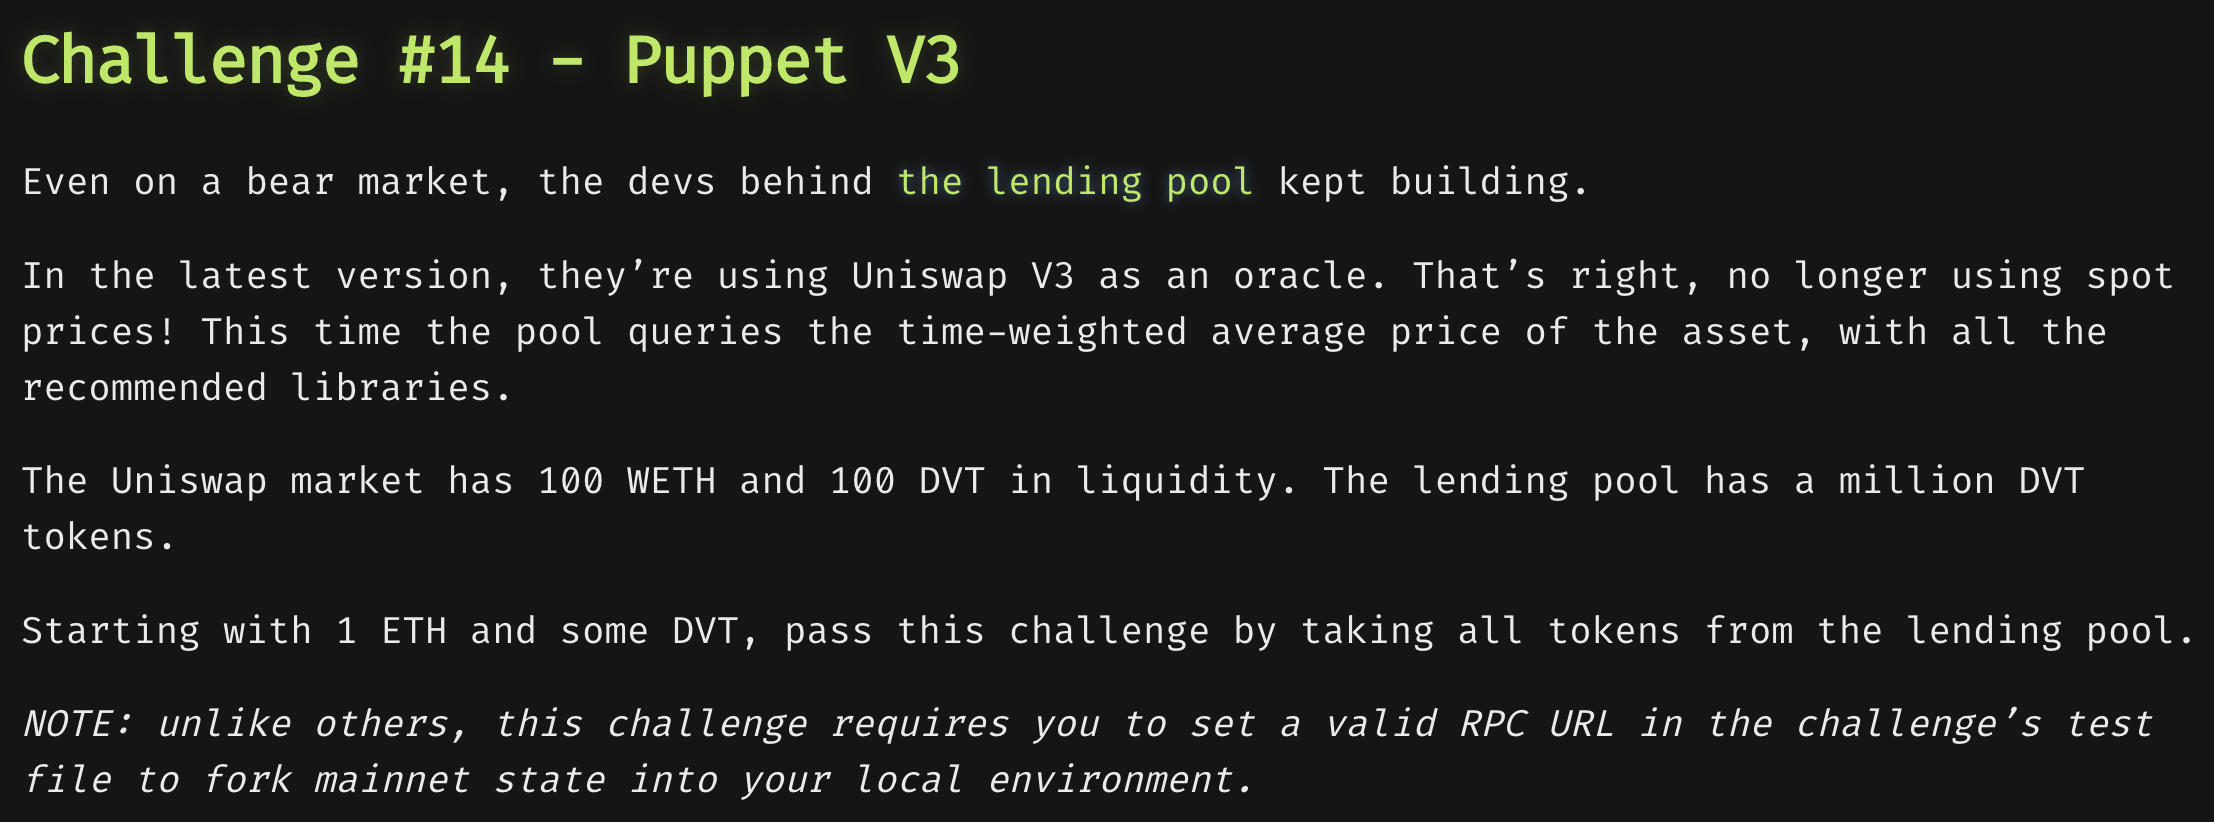 Challenge #14 - Puppet V3
Even on a bear market, the devs behind the lending pool kept building.
In the latest version, they’re using Uniswap V3 as an oracle. That’s right, no longer using spot
prices! This time the pool queries the time-weighted average price of the asset, with all the
recommended libraries.
The Uniswap market has 100 WETH and 100 DVT in liquidity. The lending pool has a million DVT
tokens.
Starting with 1 ETH and some DVT, pass this challenge by taking all tokens from the lending pool.
NOTE: unlike others, this challenge requires you to set a valid RPC URL in the challenge’s test
file to fork mainnet state into your local environment.